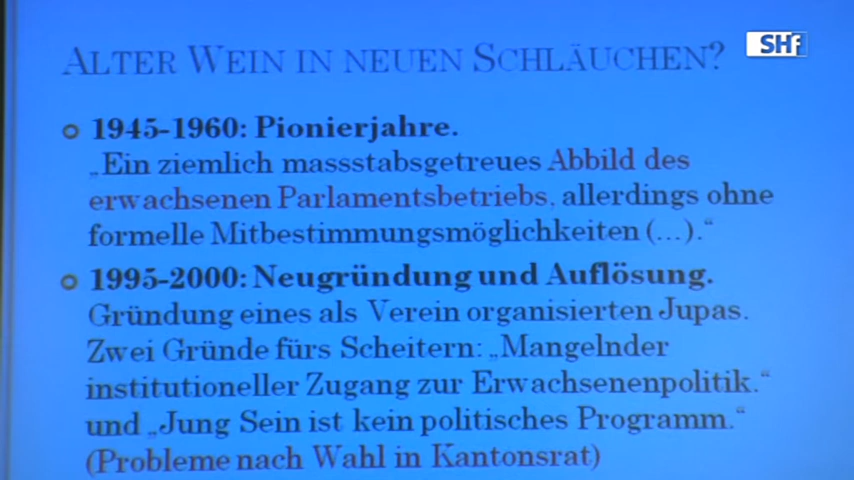 SHf
ALTER WEIN IN NEUEN SCHLÄUCHEN?
1945-1960: Pionierjahre.
„Ein ziemlich massstabsgetreues Abbild des
erwachsenen Parlamentsbetriebs, allerdings ohne
formelle Mitbestimmungsmöglichkeiten (...).“
1995-2000: Neugründung und Auflösung.
Gründung eines als Verein organisierten Jupas.
Zwei Gründe fürs Scheitern: „Mangelnder
institutioneller Zugang zur Erwachsenenpolitik.“
und „Jung Sein ist kein politisches Programm.“
(Probleme nach Wahl in Kantonsrat)